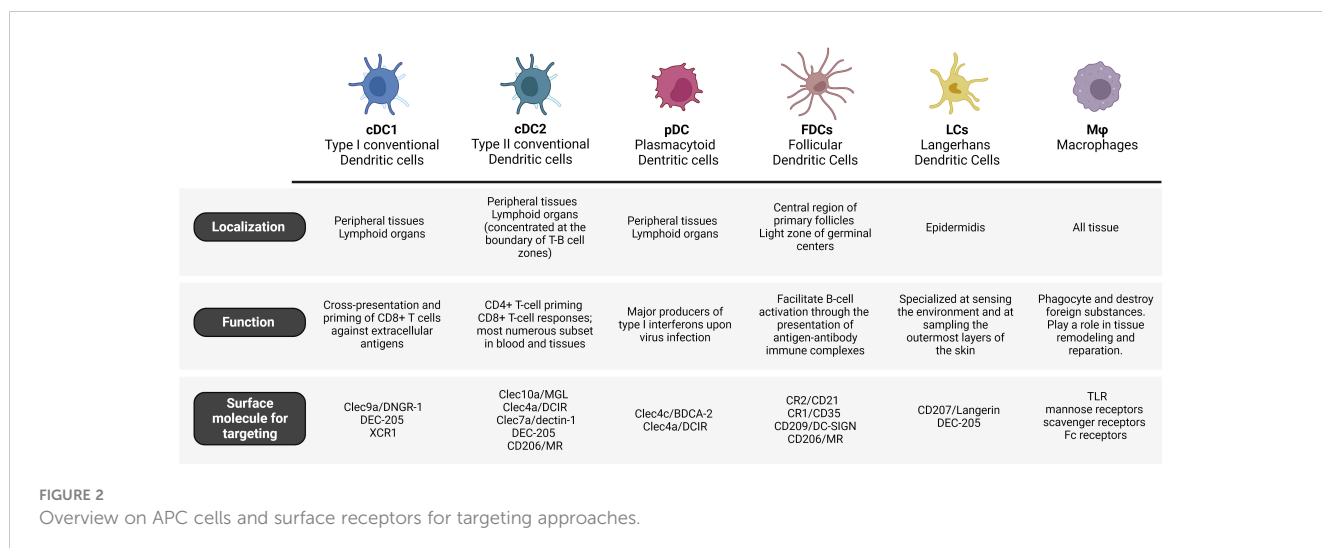 cDC1
Type I conventional
Dendritic cells
cDC2
Type II conventional
Dendritic cells
pDC
Plasmacytoid
Dentritic cells
FDCs
Follicular
Dendritic Cells
LCs
Langerhans
Dendritic Cells
Mφ
Macrophages
Localization
Peripheral tissues
Lymphoid organs
Peripheral tissues
Lymphoid organs
(concentrated at the
boundary of T-B cell
zones)
Peripheral tissues
Lymphoid organs
Central region of
primary follicles
Light zone of germinal
centers
Epidermidis
All tissue
Function
Cross-presentation and
priming of CD8+ T cells
against extracellular
antigens
CD4+ T-cell priming
CD8+ T-cell responses;
most numerous subset
in blood and tissues
Major producers of
type I interferons upon
virus infection
Facilitate B-cell
activation through the
presentation of
antigen-antibody
immune complexes
Specialized at sensing
the environment and at
sampling the
outermost layers of
the skin
Phagocyte and destroy
foreign substances.
Play a role in tissue
remodeling and
reparation.
Surface
molecule for
targeting
Clec9a/DNGR-1
DEC-205
XCR1
Clec10a/MGL
Clec4a/DCIR
Clec7a/dectin-1
DEC-205
CD206/MR
Clec4c/BDCA-2
Clec4a/DCIR
CR2/CD21
CR1/CD35
CD209/DC-SIGN
CD206/MR
CD207/Langerin
DEC-205
TLR
mannose receptors
scavenger receptors
Fc receptors
FIGURE 2
Overview on APC cells and surface receptors for targeting approaches.